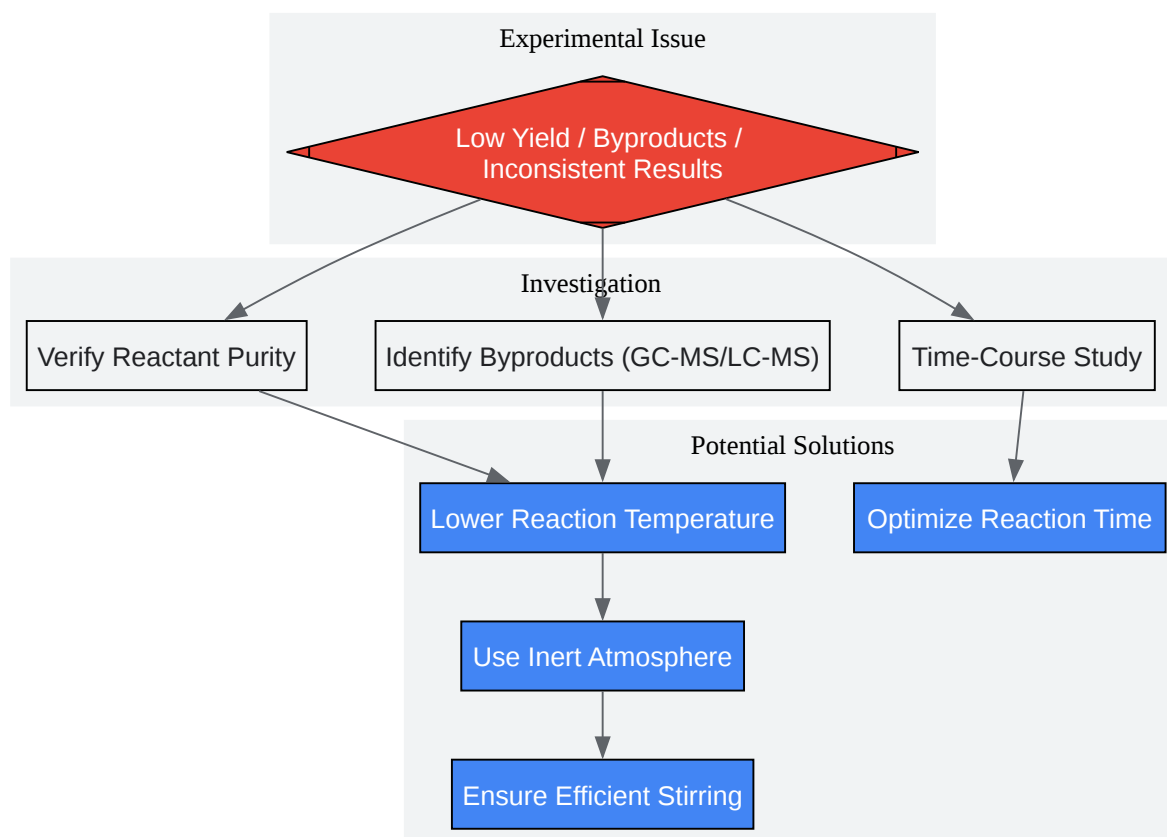 Experimental Issue
Low Yield / Byproducts /
Inconsistent Results
Investigation
Verify Reactant Purity
Identify Byproducts (GC-MS/LC-MS)
Time-Course Study
Potential Solutions
Lower Reaction Temperature
Optimize Reaction Time
Use Inert Atmosphere
Ensure Efficient Stirring